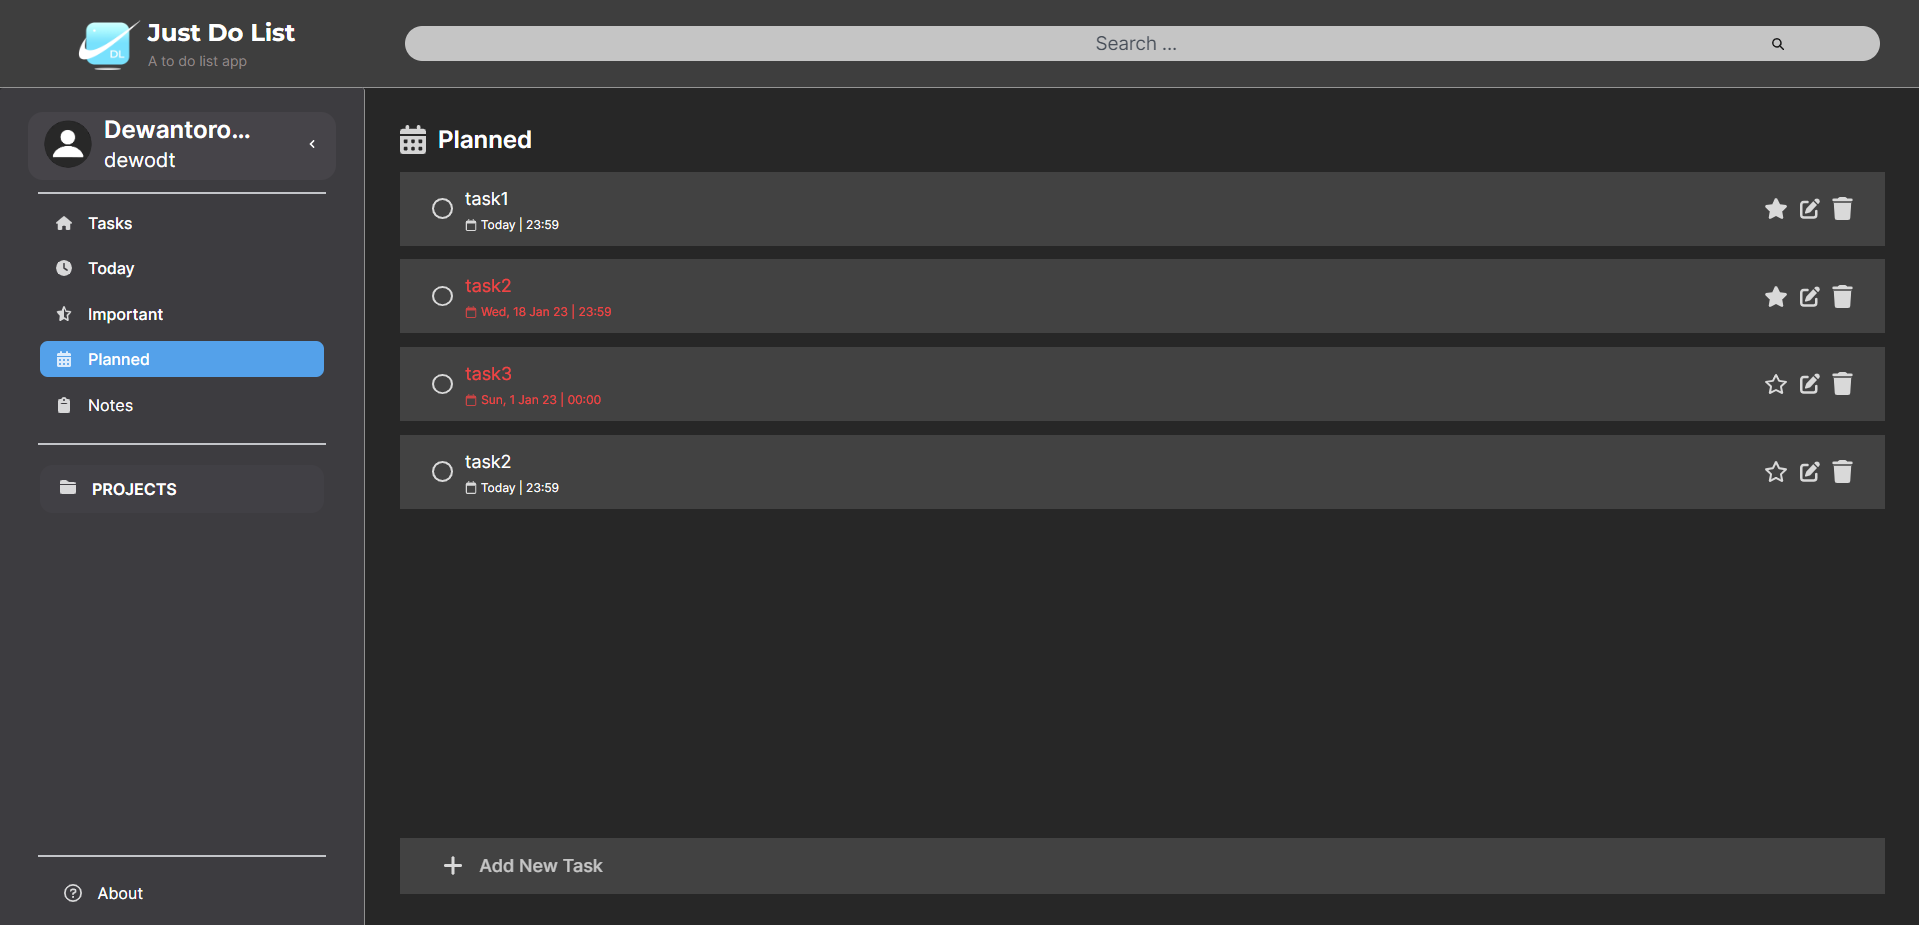 DL
Just Do List
A to do list app
Search ...
Dewantoro...
dewodt
Tasks
Today
Important
Planned
Notes
PROJECTS
About
Planned
task1
Today | 23:59
task2
Wed, 18 Jan 23 | 23:59
task3
Sun, 1 Jan 23 | 00:00
task2
Today | 23:59
Add New Task